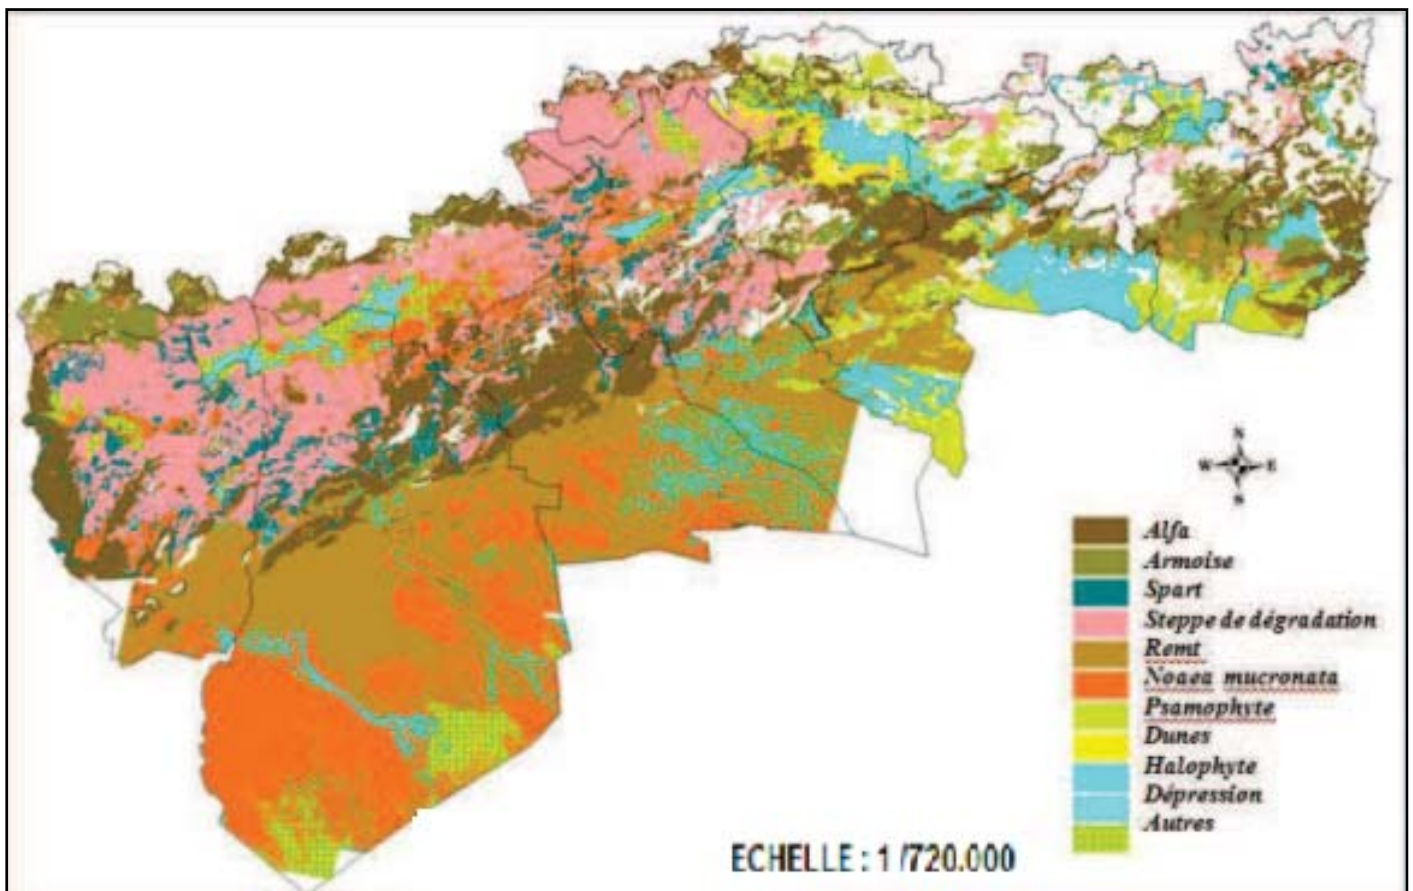 N
W E
S
Alfa
Armoise
Spart
Steppe de dégradation
Remt
Noaea mucronata
Psamophyte
Dunes
Halophyte
Dépression
Autres
ECHELLE : 1 /720.000